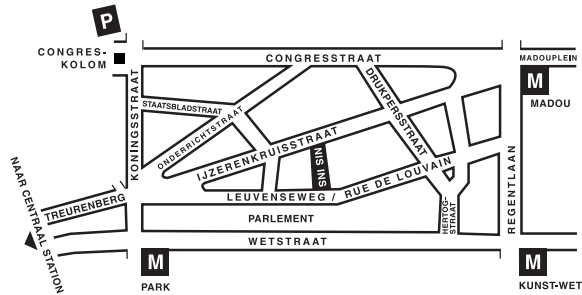 P
CONGRES-
KOLOM
CONGRESSTRAAT
MADOUPLEIN
M
MADOU
KONINGSSTRAAT
STAATSBLADSTRAAT
ONDERRICHTSTRAAT
DRUKPERSSTRAAT
IJZERENKRUISSTRAAT
NIS INS
LEUVENSEWEG / RUE DE LOUVAIN
REGENTLAAN
TREURENBERG
NAAR CENTRAAL STATION
PARLEMENT
HERTOG-
STRAAT
WETSTRAAT
M
PARK
M
KUNST-WET